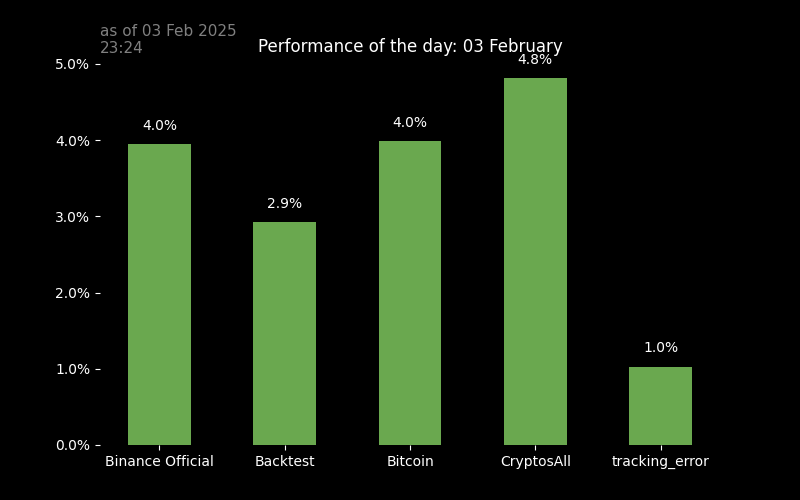 as of 03 Feb 2025
23:24
Performance of the day: 03 February
5.0%
4.0%
3.0%
2.0%
1.0%
0.0%
4.0%
2.9%
4.0%
4.8%
1.0%
Binance Official
Backtest
Bitcoin
CryptosAll
tracking_error